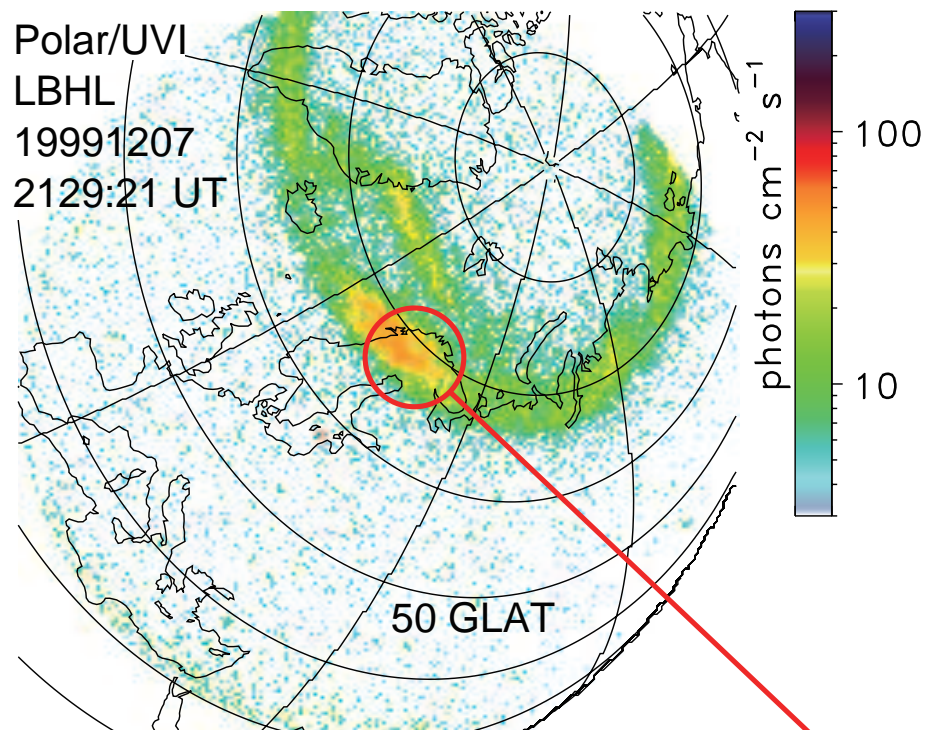 Polar/UVI
LBHL
19991207
2129:21 UT
50 GLAT
100
10
photons cm⁻² s⁻¹